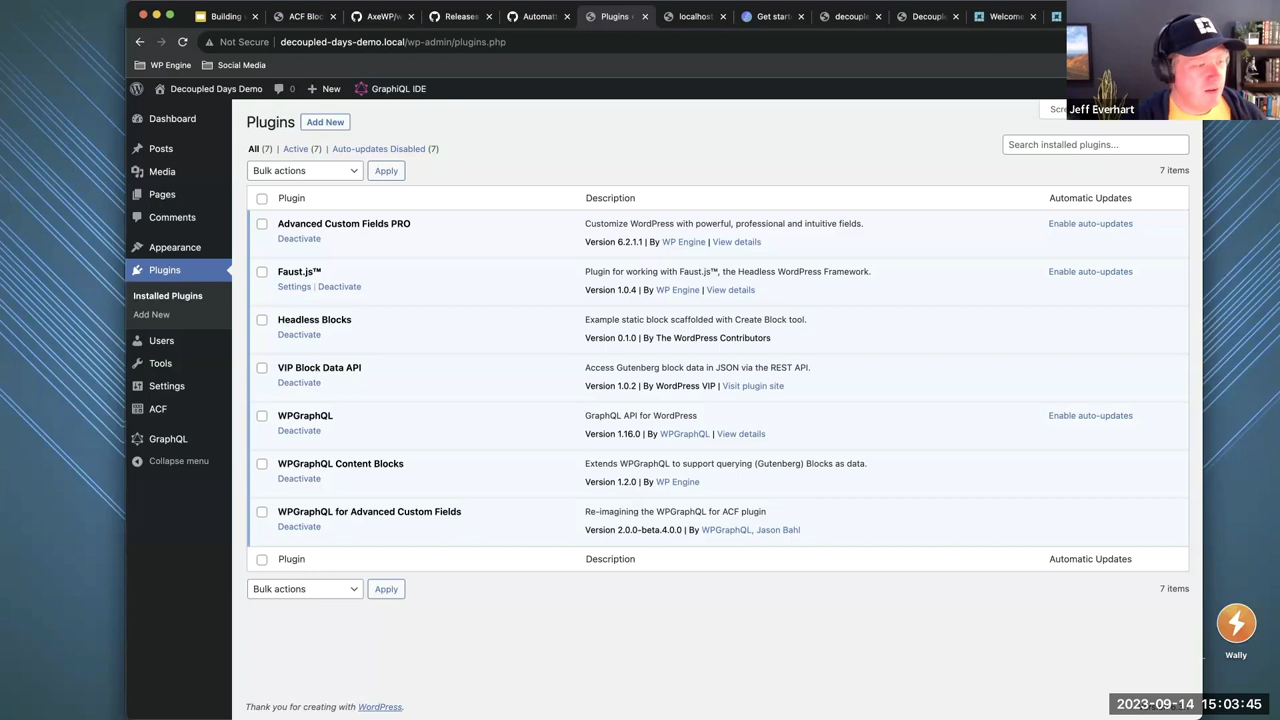 Building
ACF Bloc
AxeWP/w
Releases
Automatt
Plugins
localhost
Get start
decouple
Decouple
Welcome
Not Secure decoupled-days-demo.local/wp-admin/plugins.php
WP Engine Social Media
Decoupled Days Demo 0 New GraphiQL IDE
Jeff Everhart
Dashboard
Posts
Media
Pages
Comments
Appearance
Plugins
Installed Plugins
Add New
Users
Tools
Settings
ACF
GraphQL
Collapse menu
Plugins Add New
All (7) | Active (7) | Auto-updates Disabled (7)
Search installed plugins...
Bulk actions Apply 7 items
Plugin Description Automatic Updates
Advanced Custom Fields PRO Customize WordPress with powerful, professional and intuitive fields. Enable auto-updates
Deactivate Version 6.2.1.1 | By WP Engine | View details
Faust.js™ Plugin for working with Faust.js™, the Headless WordPress Framework. Enable auto-updates
Settings | Deactivate Version 1.0.4 | By WP Engine | View details
Headless Blocks Example static block scaffolded with Create Block tool.
Deactivate Version 0.1.0 | By The WordPress Contributors
VIP Block Data API Access Gutenberg block data in JSON via the REST API.
Deactivate Version 1.0.2 | By WordPress VIP | Visit plugin site
WPGraphQL GraphQL API for WordPress Enable auto-updates
Deactivate Version 1.16.0 | By WPGraphQL | View details
WPGraphQL Content Blocks Extends WPGraphQL to support querying (Gutenberg) Blocks as data.
Deactivate Version 1.2.0 | By WP Engine
WPGraphQL for Advanced Custom Fields Re-imagining the WPGraphQL for ACF plugin
Deactivate Version 2.0.0-beta.4.0.0 | By WPGraphQL, Jason Bahl
Plugin Description Automatic Updates
Bulk actions Apply 7 items
Thank you for creating with WordPress.
Wally
2023-09-14 15:03:45